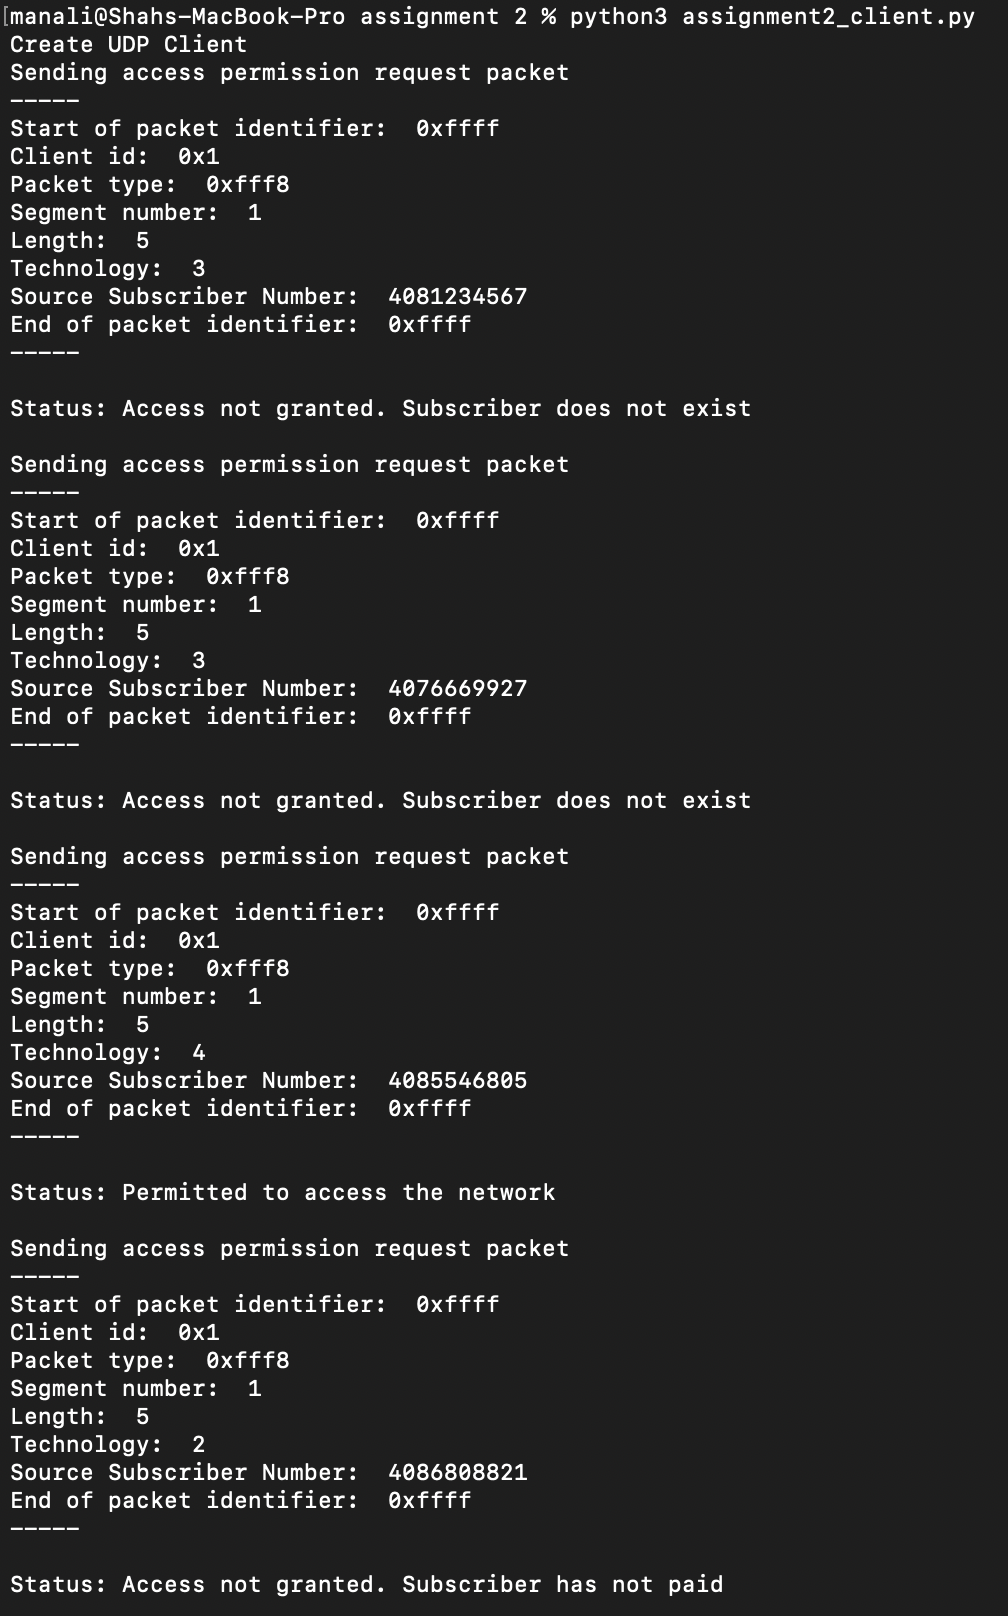 [manali@Shahs-MacBook-Pro assignment 2 % python3 assignment2_client.py
Create UDP Client
Sending access permission request packet
-----
Start of packet identifier:  0xffff
Client id:  0x1
Packet type:  0xfff8
Segment number:  1
Length:  5
Technology:  3
Source Subscriber Number:  4081234567
End of packet identifier:  0xffff
-----
Status: Access not granted. Subscriber does not exist
Sending access permission request packet
-----
Start of packet identifier:  0xffff
Client id:  0x1
Packet type:  0xfff8
Segment number:  1
Length:  5
Technology:  3
Source Subscriber Number:  4076669927
End of packet identifier:  0xffff
-----
Status: Access not granted. Subscriber does not exist
Sending access permission request packet
-----
Start of packet identifier:  0xffff
Client id:  0x1
Packet type:  0xfff8
Segment number:  1
Length:  5
Technology:  4
Source Subscriber Number:  4085546805
End of packet identifier:  0xffff
-----
Status: Permitted to access the network
Sending access permission request packet
-----
Start of packet identifier:  0xffff
Client id:  0x1
Packet type:  0xfff8
Segment number:  1
Length:  5
Technology:  2
Source Subscriber Number:  4086808821
End of packet identifier:  0xffff
-----
Status: Access not granted. Subscriber has not paid